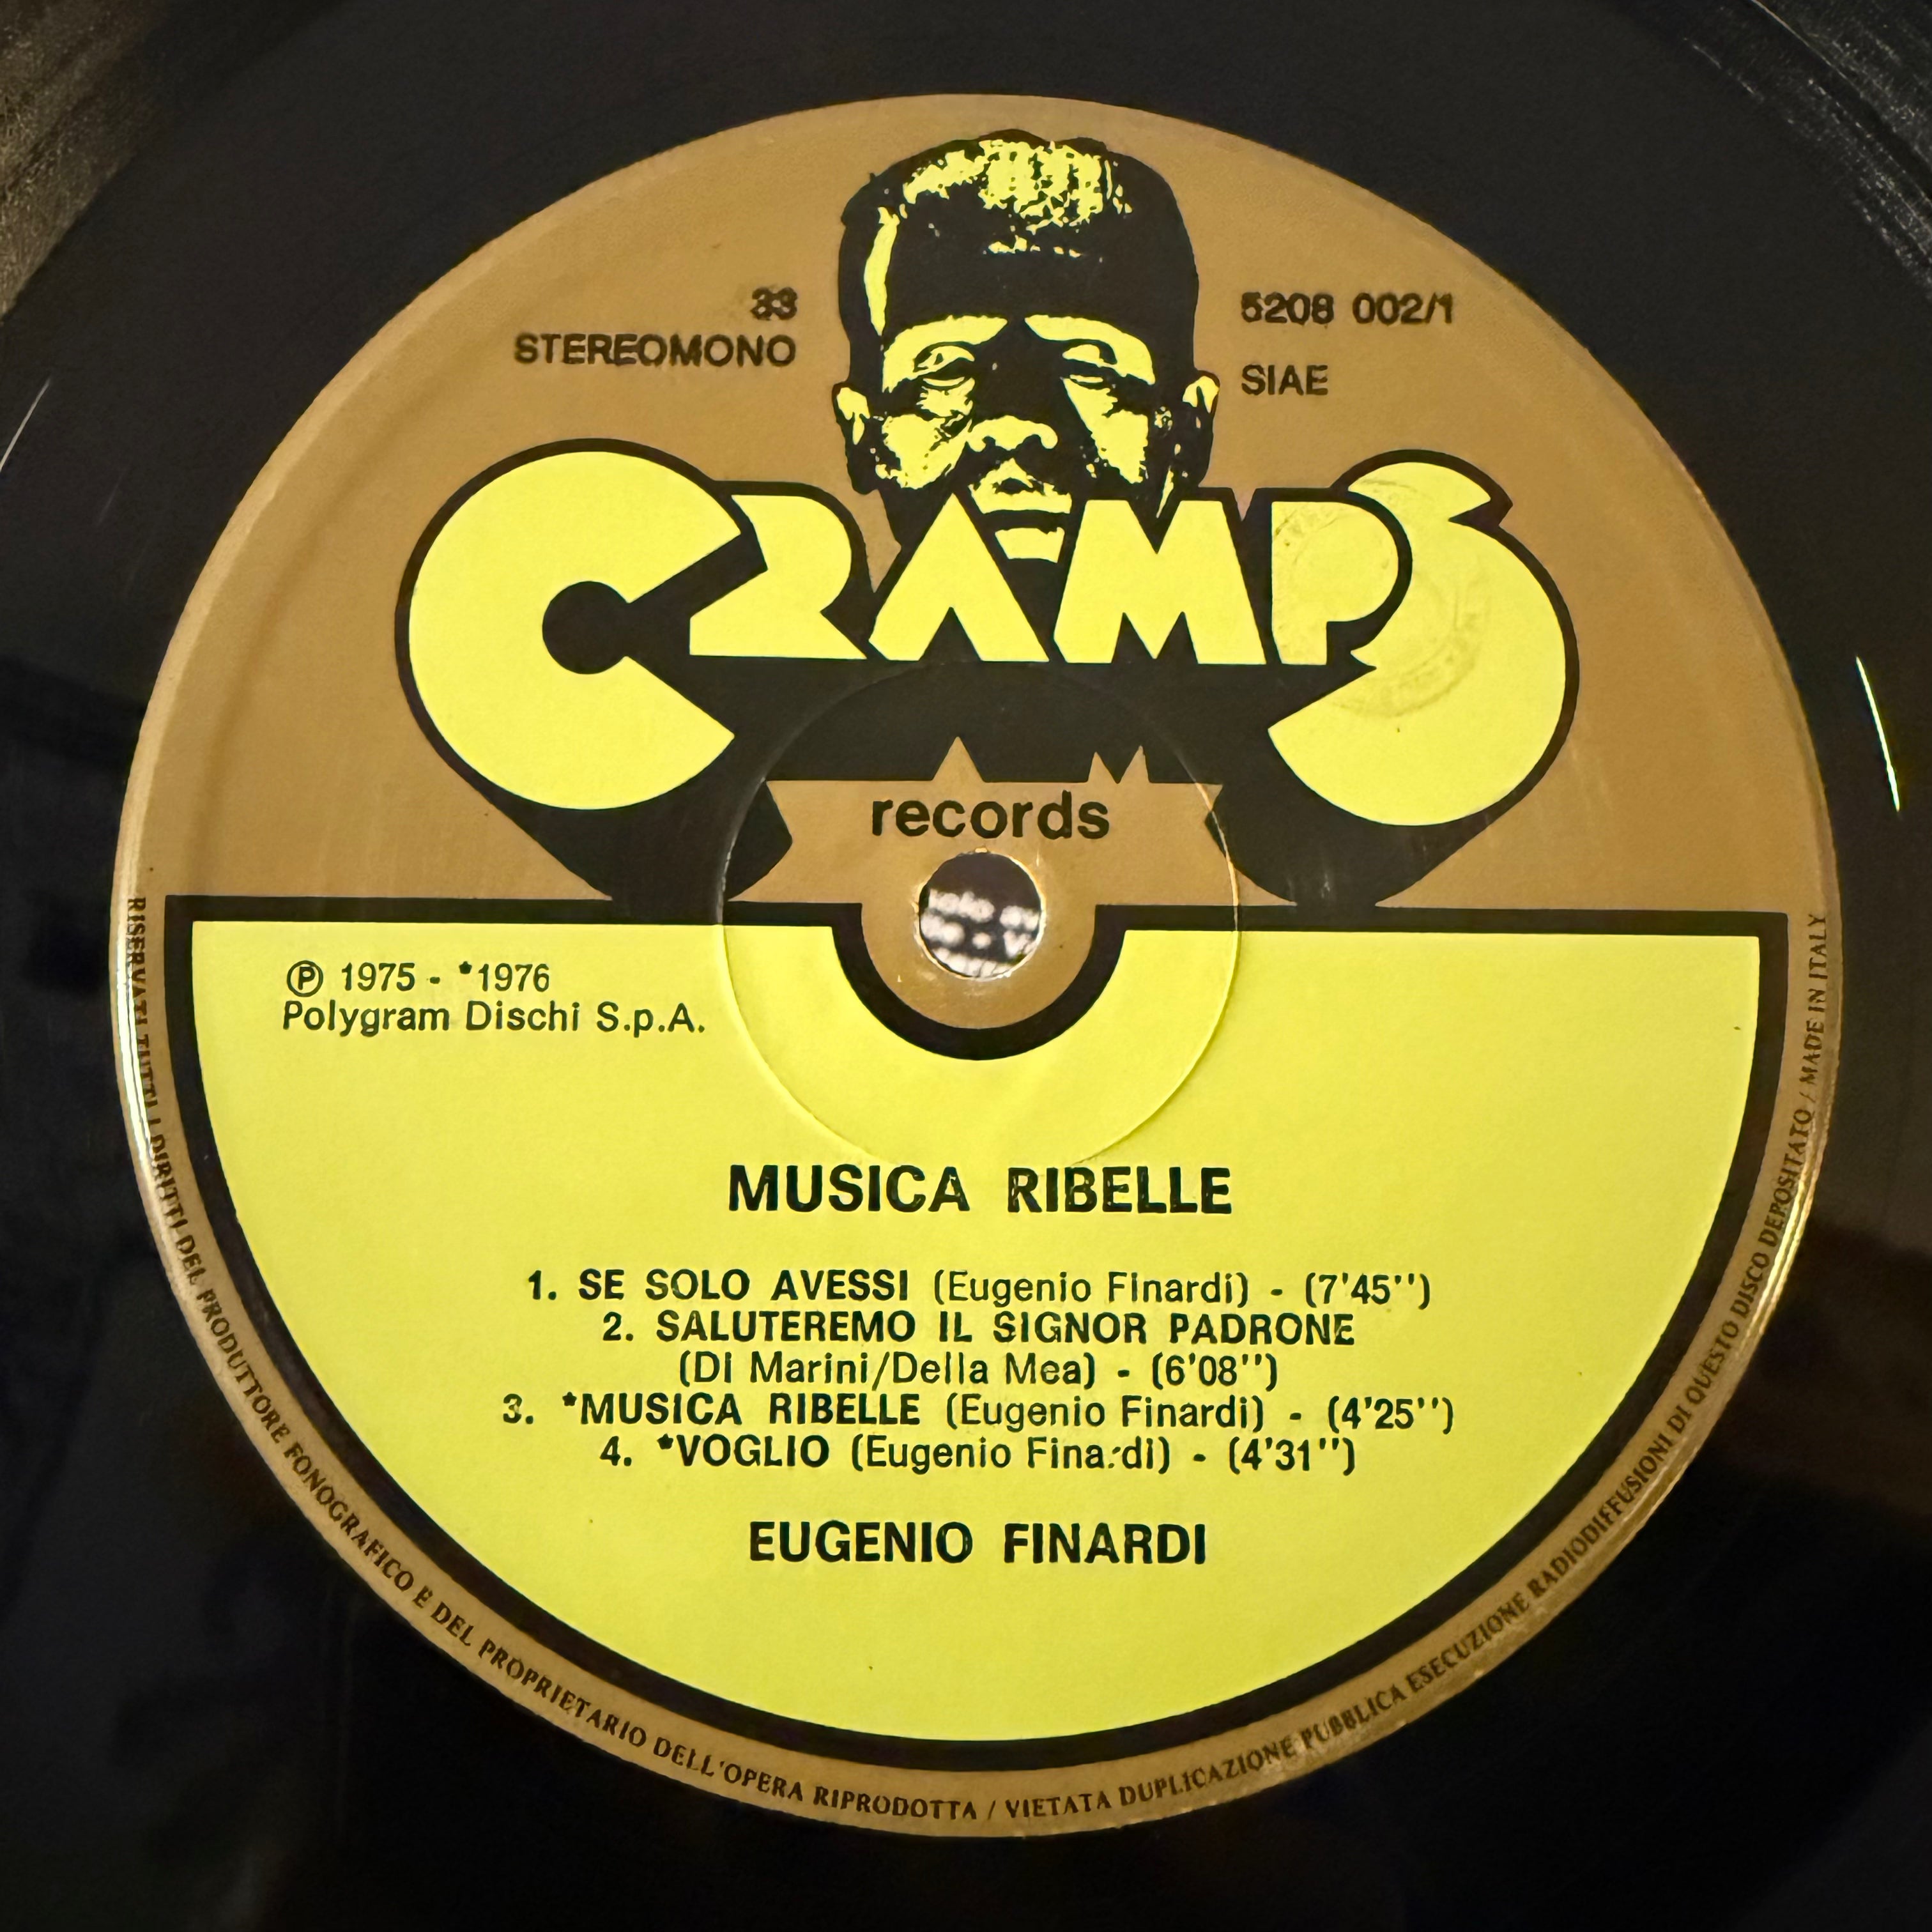 33
STEREOMONO
5208 002/1
SIAE
CRAMPS
records
℗ 1975 - *1976
Polygram Dischi S.p.A.
MUSICA RIBELLE
1. SE SOLO AVESSI (Eugenio Finardi) - (7'45'')
2. SALUTEREMO IL SIGNOR PADRONE
(Di Marini/Della Mea) - (6'08'')
3. *MUSICA RIBELLE (Eugenio Finardi) - (4'25'')
4. *VOGLIO (Eugenio Finardi) - (4'31'')
EUGENIO FINARDI
RISERVATI TUTTI I DIRITTI DEL PRODUTTORE FONOGRAFICO E DEL PROPRIETARIO DELL'OPERA RIPRODOTTA / VIETATA DUPLICAZIONE PUBBLICA ESECUZIONE RADIODIFFUSIONI DI QUESTO DISCO DEPOSITATO / MADE IN ITALY